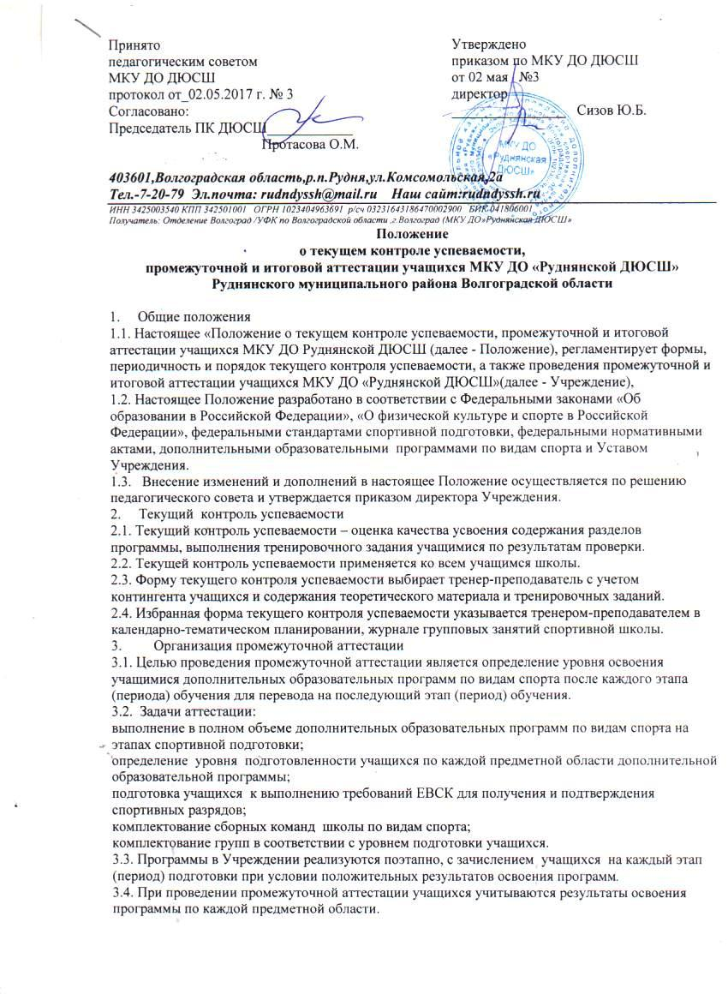 Принято
педагогическим советом
МКУ ДО ДЮСШ
протокол от_02.05.2017 г. № 3
Согласовано:
Председатель ПК ДЮСШ____________
Протасова О.М.
Утверждено
приказом по МКУ ДО ДЮСШ
от 02 мая №3
директор
________________ Сизов Ю.Б.
МКУ ДО
«Руднянская
ДЮСШ»
403601,Волгоградская область,р.п.Рудня,ул.Комсомольская,2а
Тел.-7-20-79 Эл.почта: rudndyssh@mail.ru Наш сайт:rudndyssh.ru
ИНН 3425003540 КПП 342501001 ОГРН 1023404963691 р/сч 03231643186470002900 БИК 041806001
Получатель: Отделение Волгоград /УФК по Волгоградской области ,г.Волгоград (МКУ ДО»Руднянская ДЮСШ»
Положение
о текущем контроле успеваемости,
промежуточной и итоговой аттестации учащихся МКУ ДО «Руднянской ДЮСШ»
Руднянского муниципального района Волгоградской области
1. Общие положения
1.1. Настоящее «Положение о текущем контроле успеваемости, промежуточной и итоговой
аттестации учащихся МКУ ДО Руднянской ДЮСШ (далее - Положение), регламентирует формы,
периодичность и порядок текущего контроля успеваемости, а также проведения промежуточной и
итоговой аттестации учащихся МКУ ДО «Руднянской ДЮСШ»(далее - Учреждение),
1.2. Настоящее Положение разработано в соответствии с Федеральными законами «Об
образовании в Российской Федерации», «О физической культуре и спорте в Российской
Федерации», федеральными стандартами спортивной подготовки, федеральными нормативными
актами, дополнительными образовательными программами по видам спорта и Уставом
Учреждения.
1.3. Внесение изменений и дополнений в настоящее Положение осуществляется по решению
педагогического совета и утверждается приказом директора Учреждения.
2. Текущий контроль успеваемости
2.1. Текущий контроль успеваемости – оценка качества усвоения содержания разделов
программы, выполнения тренировочного задания учащимися по результатам проверки.
2.2. Текущей контроль успеваемости применяется ко всем учащимся школы.
2.3. Форму текущего контроля успеваемости выбирает тренер-преподаватель с учетом
контингента учащихся и содержания теоретического материала и тренировочных заданий.
2.4. Избранная форма текущего контроля успеваемости указывается тренером-преподавателем в
календарно-тематическом планировании, журнале групповых занятий спортивной школы.
3. Организация промежуточной аттестации
3.1. Целью проведения промежуточной аттестации является определение уровня освоения
учащимися дополнительных образовательных программ по видам спорта после каждого этапа
(периода) обучения для перевода на последующий этап (период) обучения.
3.2. Задачи аттестации:
выполнение в полном объеме дополнительных образовательных программ по видам спорта на
этапах спортивной подготовки;
определение уровня подготовленности учащихся по каждой предметной области дополнительной
образовательной программы;
подготовка учащихся к выполнению требований ЕВСК для получения и подтверждения
спортивных разрядов;
комплектование сборных команд школы по видам спорта;
комплектование групп в соответствии с уровнем подготовки учащихся.
3.3. Программы в Учреждении реализуются поэтапно, с зачислением учащихся на каждый этап
(период) подготовки при условии положительных результатов освоения программ.
3.4. При проведении промежуточной аттестации учащихся учитываются результаты освоения
программы по каждой предметной области.